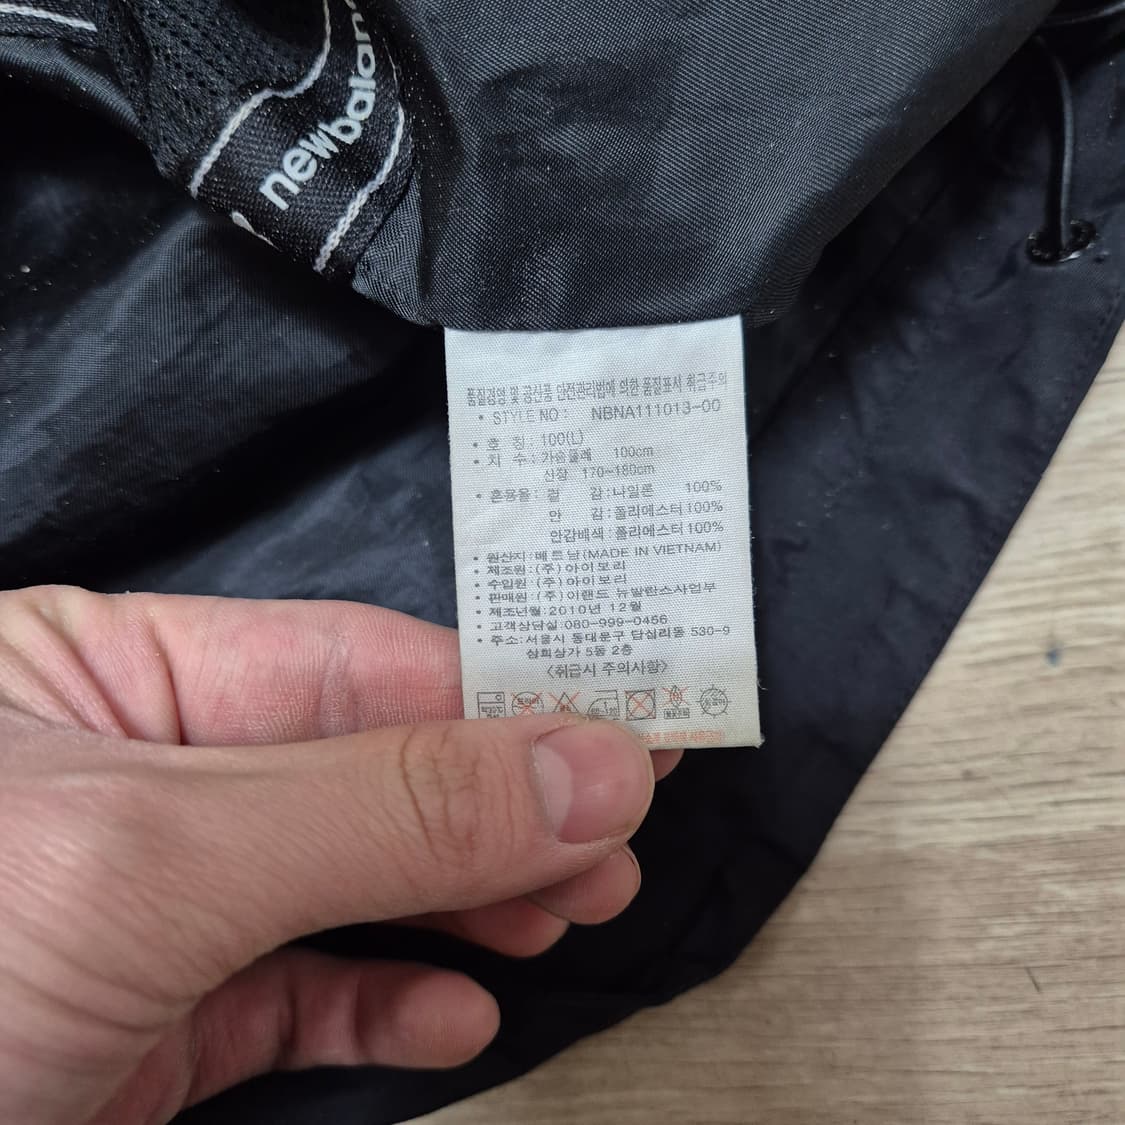 newbalan
품질경영 및 공산품 안전관리법에 의한 품질표시 취급주의
• STYLE NO : NBNA111013-00
• 호 칭 : 100(L)
• 치 수 : 가슴둘레 100cm
신장 170~180cm
• 혼용율 : 겉 감 : 나일론 100%
안 감 : 폴리에스터 100%
안감배색 : 폴리에스터 100%
• 원산지 : 베트남(MADE IN VIETNAM)
• 제조원 : (주)아이보리
• 수입원 : (주)아이보리
• 판매원 : (주)이랜드 뉴발란스사업부
• 제조년월 : 2010년 12월
• 고객상담실 080-999-0456
• 주소 : 서울시 동대문구 답십리동 530-9
삼희상가 5동 2층
<취급시 주의사항>
드라이